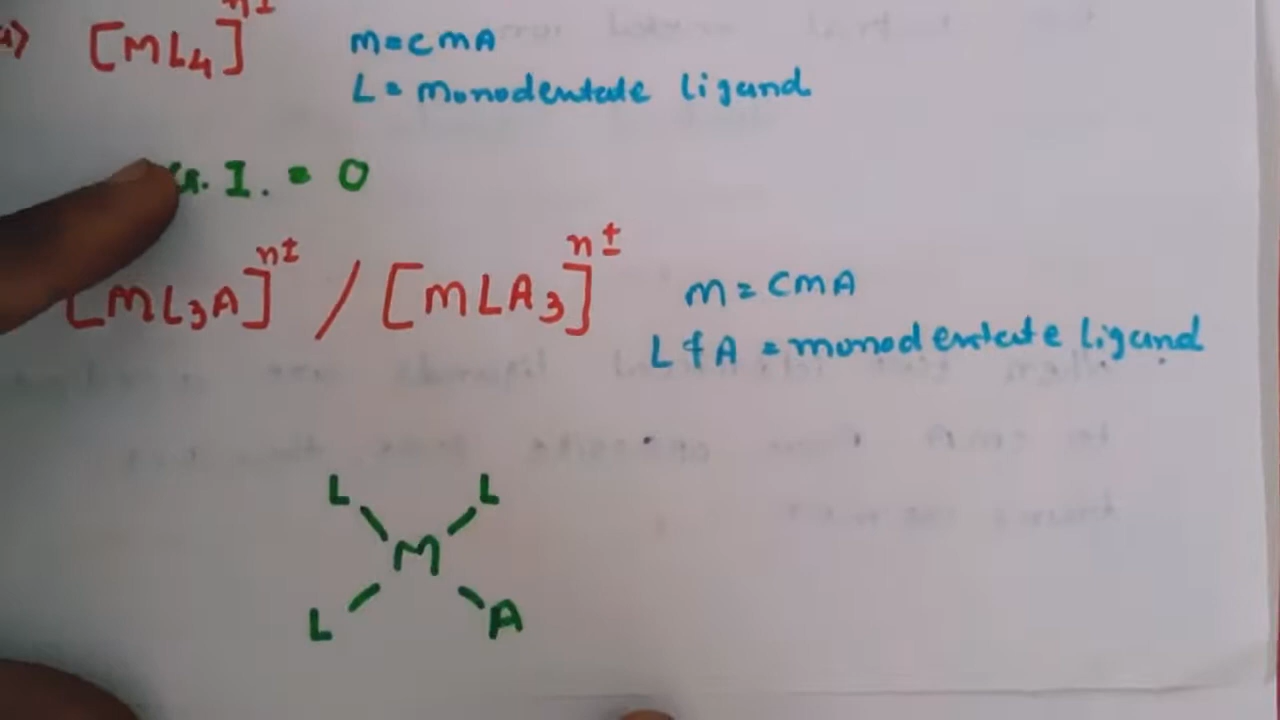 [ML4]n±
M=CMA
L= monodentate ligand
G. I. = 0
[ML3A]n± / [MLA3]n±
M = CMA
L & A = monodentate ligand
L L
M
L A